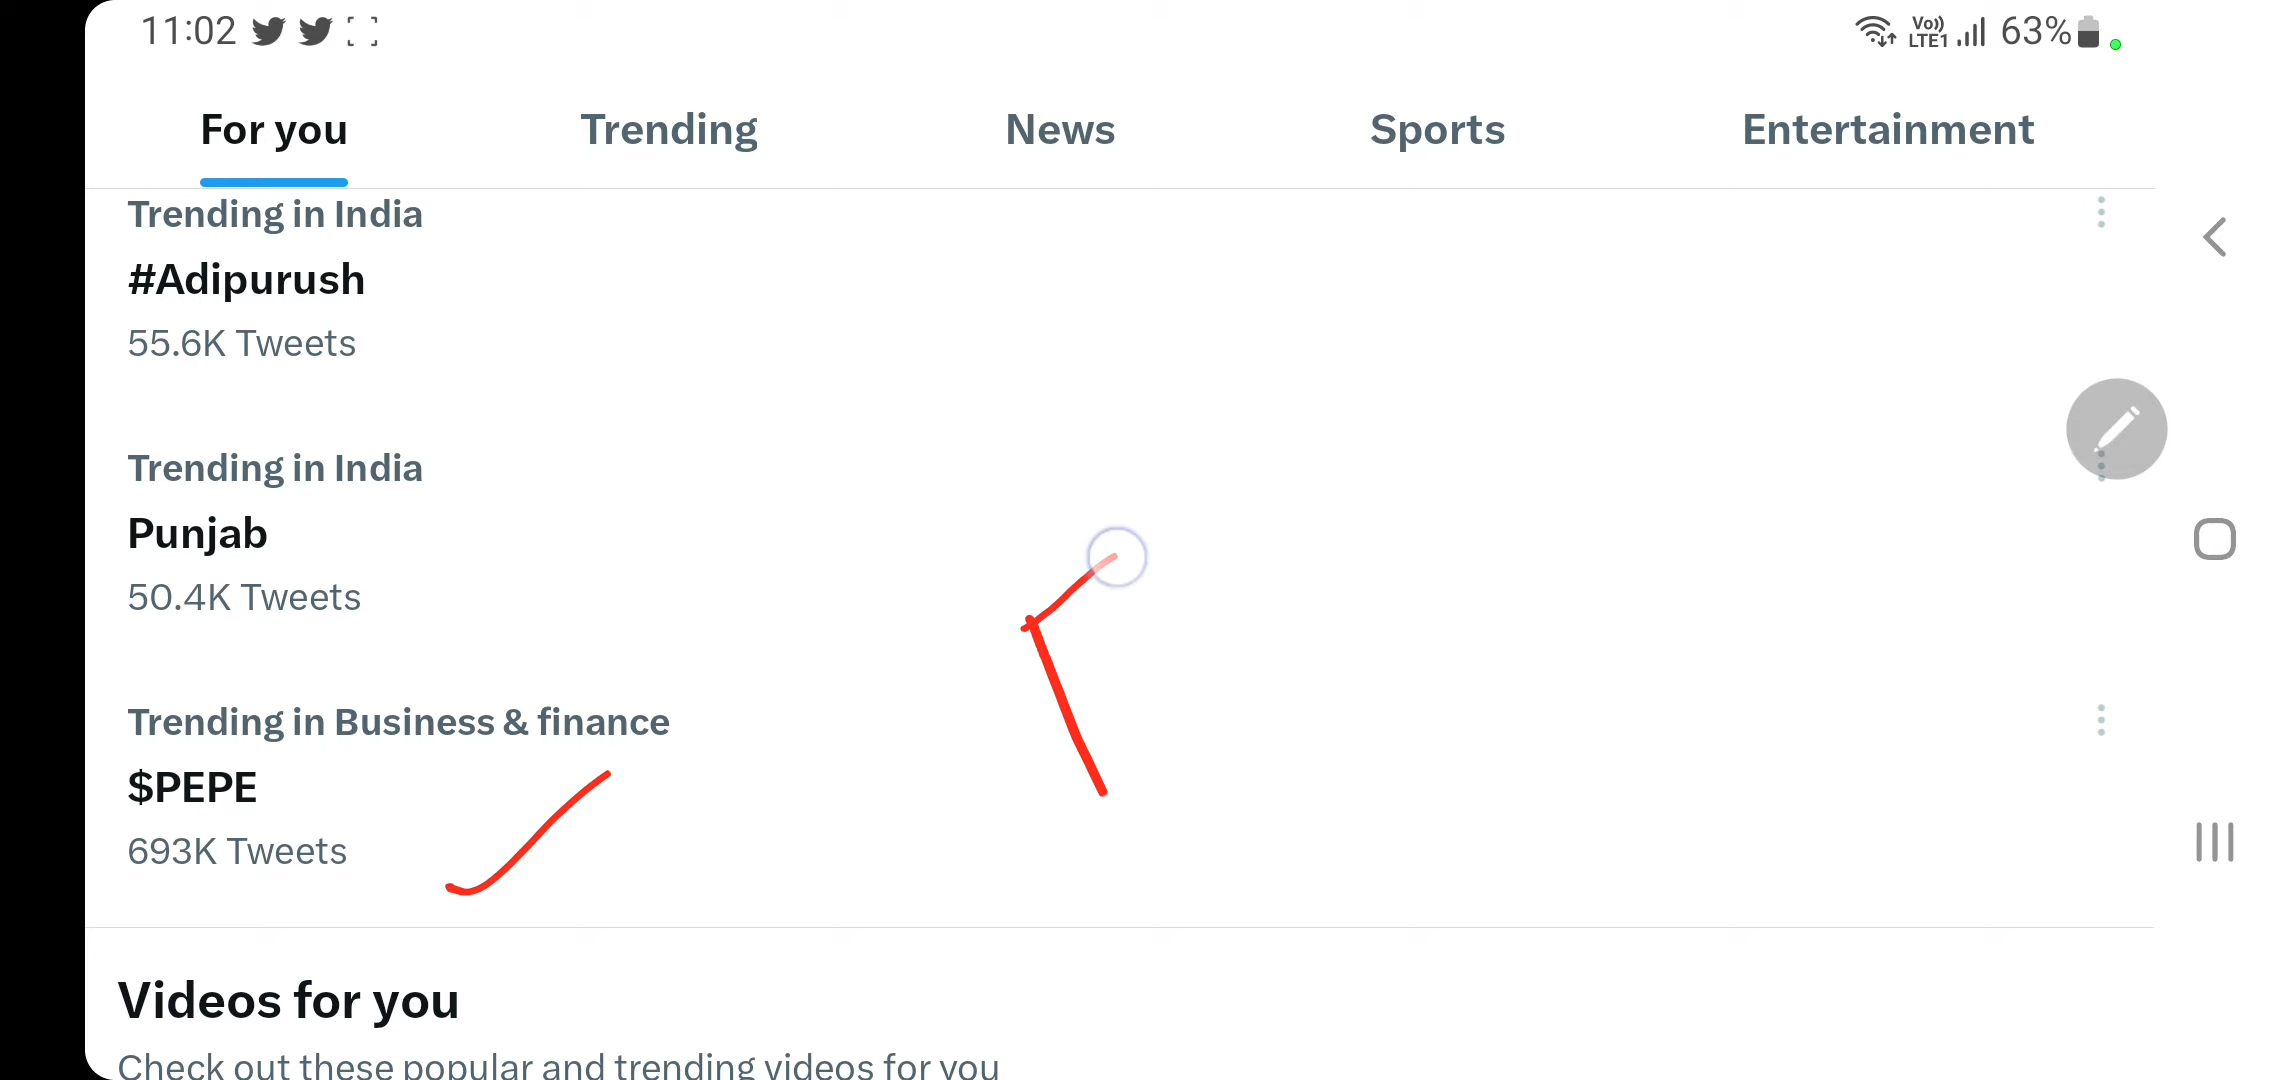 11:02 Vo)) LTE1 63%
For you Trending News Sports Entertainment
Trending in India
#Adipurush
55.6K Tweets
Trending in India
Punjab
50.4K Tweets
Trending in Business & finance
$PEPE
693K Tweets
Videos for you
Check out these popular and trending videos for you